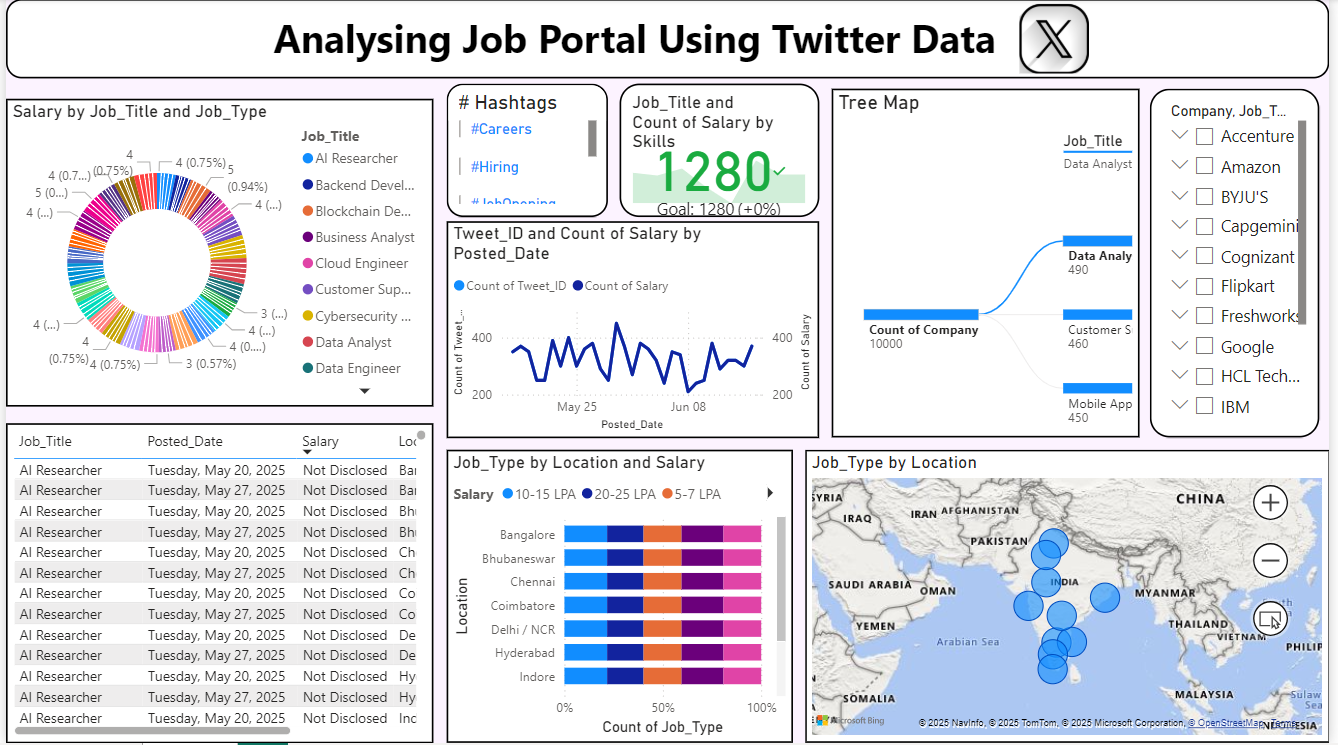 Analysing Job Portal Using Twitter Data
X
Salary by Job_Title and Job_Type
4
4 (0.75%)
4 (0.7...)
(0.75%)
5
(0.94%)
5 (0...)
4 (...)
4 (...)
3 (...)
4 (...)
4 (...)
4 (0....)
4
(0.75%)
4 (0.75%)
3 (0.57%)
Job_Title
AI Researcher
Backend Devel...
Blockchain De...
Business Analyst
Cloud Engineer
Customer Sup...
Cybersecurity ...
Data Analyst
Data Engineer
# Hashtags
#Careers
#Hiring
#JobOpening
Job_Title and
Count of Salary by
Skills
1280
Goal: 1280 (+0%)
Tweet_ID and Count of Salary by
Posted_Date
Count of Tweet_ID
Count of Salary
Count of Tweet_...
400
200
May 25
Jun 08
400
200
Count of Salary
Posted_Date
Tree Map
Job_Title
Data Analyst
Count of Company
10000
Data Analy
490
Customer S
460
Mobile App
450
Company, Job_T...
Accenture
Amazon
BYJU'S
Capgemini
Cognizant
Flipkart
Freshworks
Google
HCL Tech...
IBM
Job_Title Posted_Date Salary Loc
AI Researcher Tuesday, May 20, 2025 Not Disclosed Bar
AI Researcher Tuesday, May 27, 2025 Not Disclosed Bar
AI Researcher Tuesday, May 20, 2025 Not Disclosed Bhu
AI Researcher Tuesday, May 27, 2025 Not Disclosed Bhu
AI Researcher Tuesday, May 20, 2025 Not Disclosed Che
AI Researcher Tuesday, May 27, 2025 Not Disclosed Che
AI Researcher Tuesday, May 20, 2025 Not Disclosed Co
AI Researcher Tuesday, May 27, 2025 Not Disclosed Co
AI Researcher Tuesday, May 20, 2025 Not Disclosed De
AI Researcher Tuesday, May 27, 2025 Not Disclosed De
AI Researcher Tuesday, May 20, 2025 Not Disclosed Hy
AI Researcher Tuesday, May 27, 2025 Not Disclosed Hy
AI Researcher Tuesday, May 20, 2025 Not Disclosed Inc
Job_Type by Location and Salary
Salary 10-15 LPA 20-25 LPA 5-7 LPA
Location
Bangalore
Bhubaneswar
Chennai
Coimbatore
Delhi / NCR
Hyderabad
Indore
0% 50% 100%
Count of Job_Type
Job_Type by Location
SYRIA
IRAQ
IRAN
AFGHANISTAN
CHINA
PAKISTAN
SAUDI ARABIA
OMAN
INDIA
MYANMAR
YEMEN
Arabian Sea
THAILAND
VIETNAM
PHILIP
SOMALIA
MALAYSIA
Sulaw
Sea
INDONESIA
Microsoft Bing
© 2025 NavInfo, © 2025 TomTom, © 2025 Microsoft Corporation, © OpenStreetMap Terms